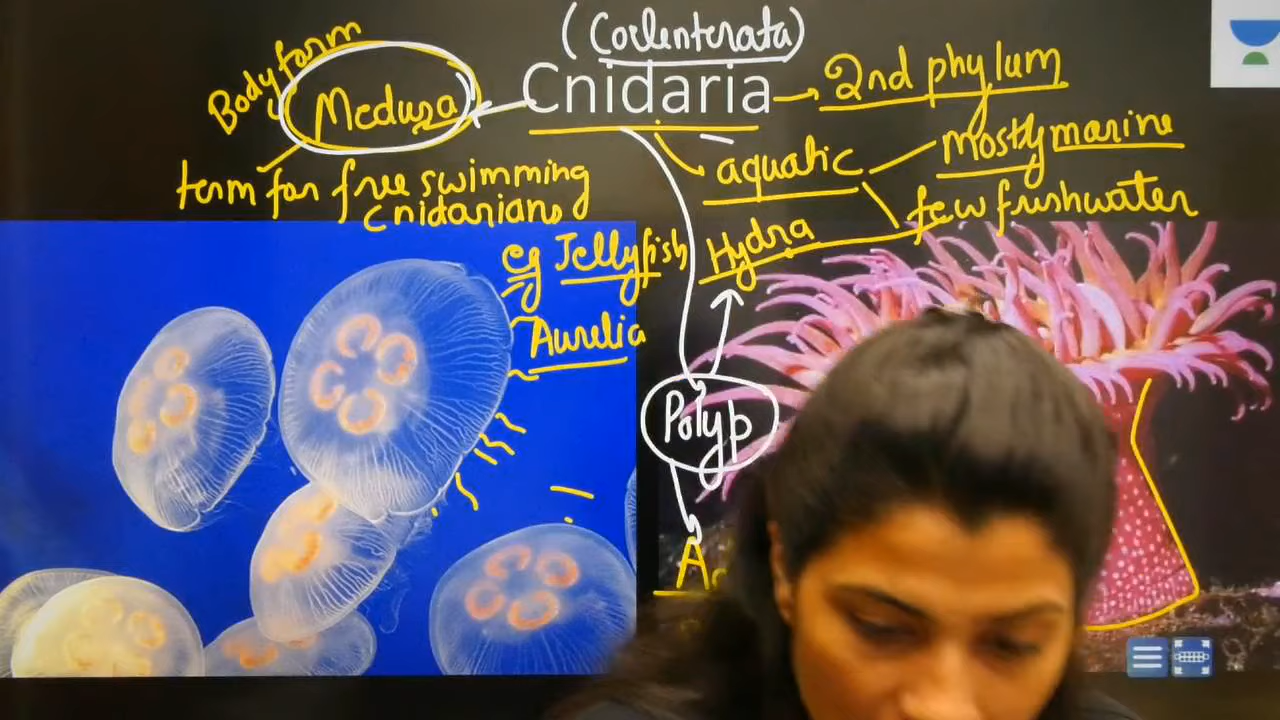 (Coelenterata)
Cnidaria
2nd phylum
Body form
Medusa
aquatic
Mostly marine
term for free swimming
Cnidarians
few freshwater
eg Jellyfish
Hydra
Aurelia
Polyp